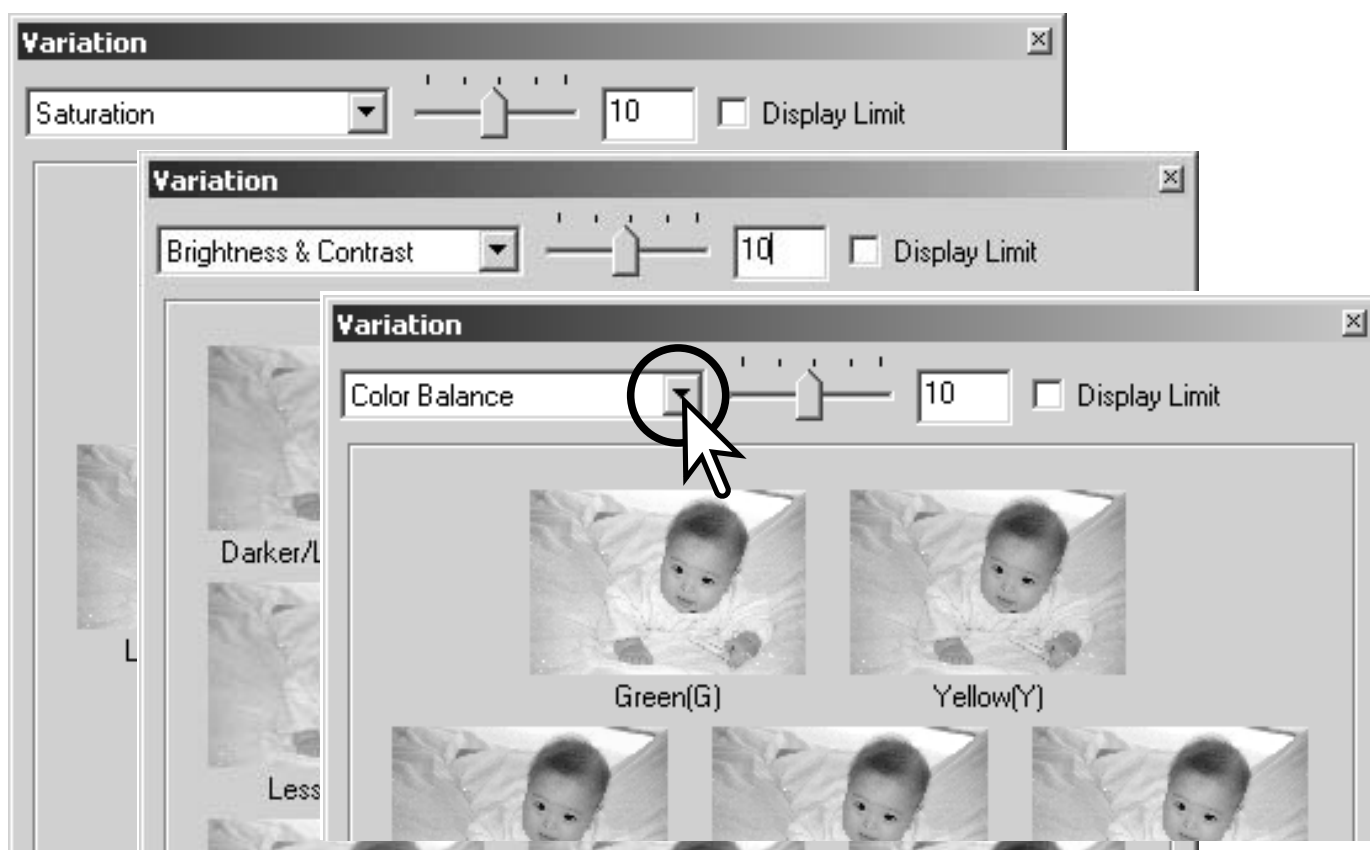 Variation
Saturation 10 Display Limit
Variation
Brightness & Contrast 10 Display Limit
Variation
Color Balance 10 Display Limit
Darker/L
Green(G) Yellow(Y)
L
Less